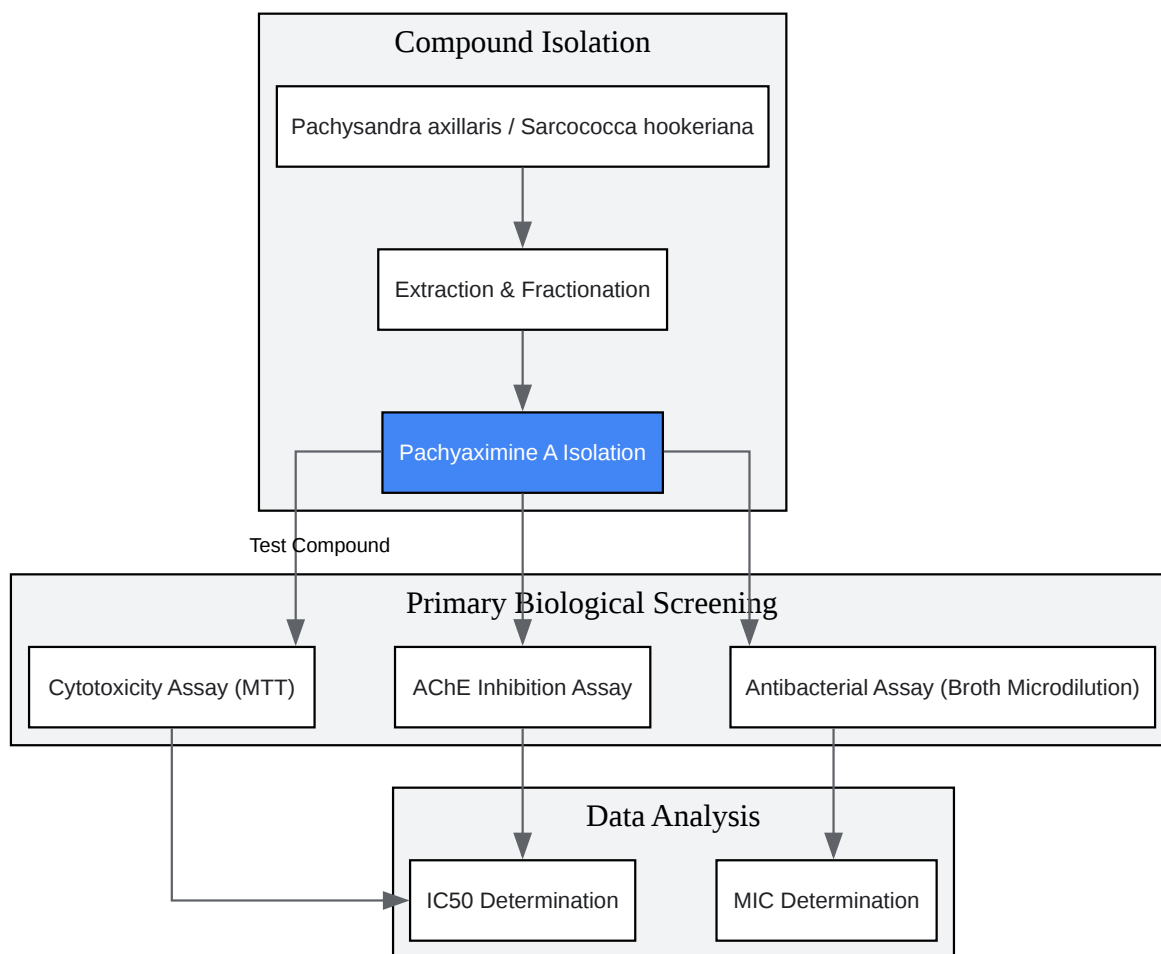 Compound Isolation
Pachysandra axillaris / Sarcococca hookeriana
Extraction & Fractionation
Pachyaximine A Isolation
Test Compound
Primary Biological Screening
Cytotoxicity Assay (MTT)
AChE Inhibition Assay
Antibacterial Assay (Broth Microdilution)
Data Analysis
IC50 Determination
MIC Determination